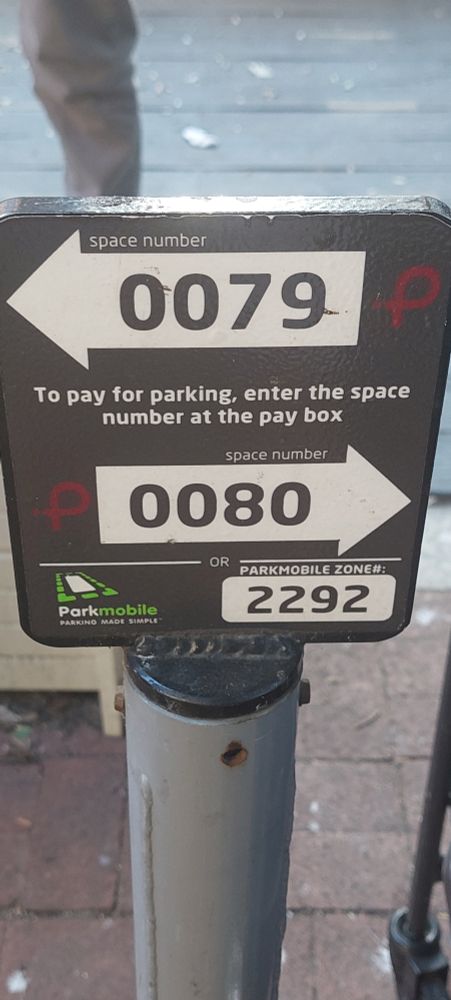 space number
0079
To pay for parking, enter the space
number at the pay box
space number
0080
OR
PARKMOBILE ZONE#:
2292
Parkmobile
PARKING MADE SIMPLE